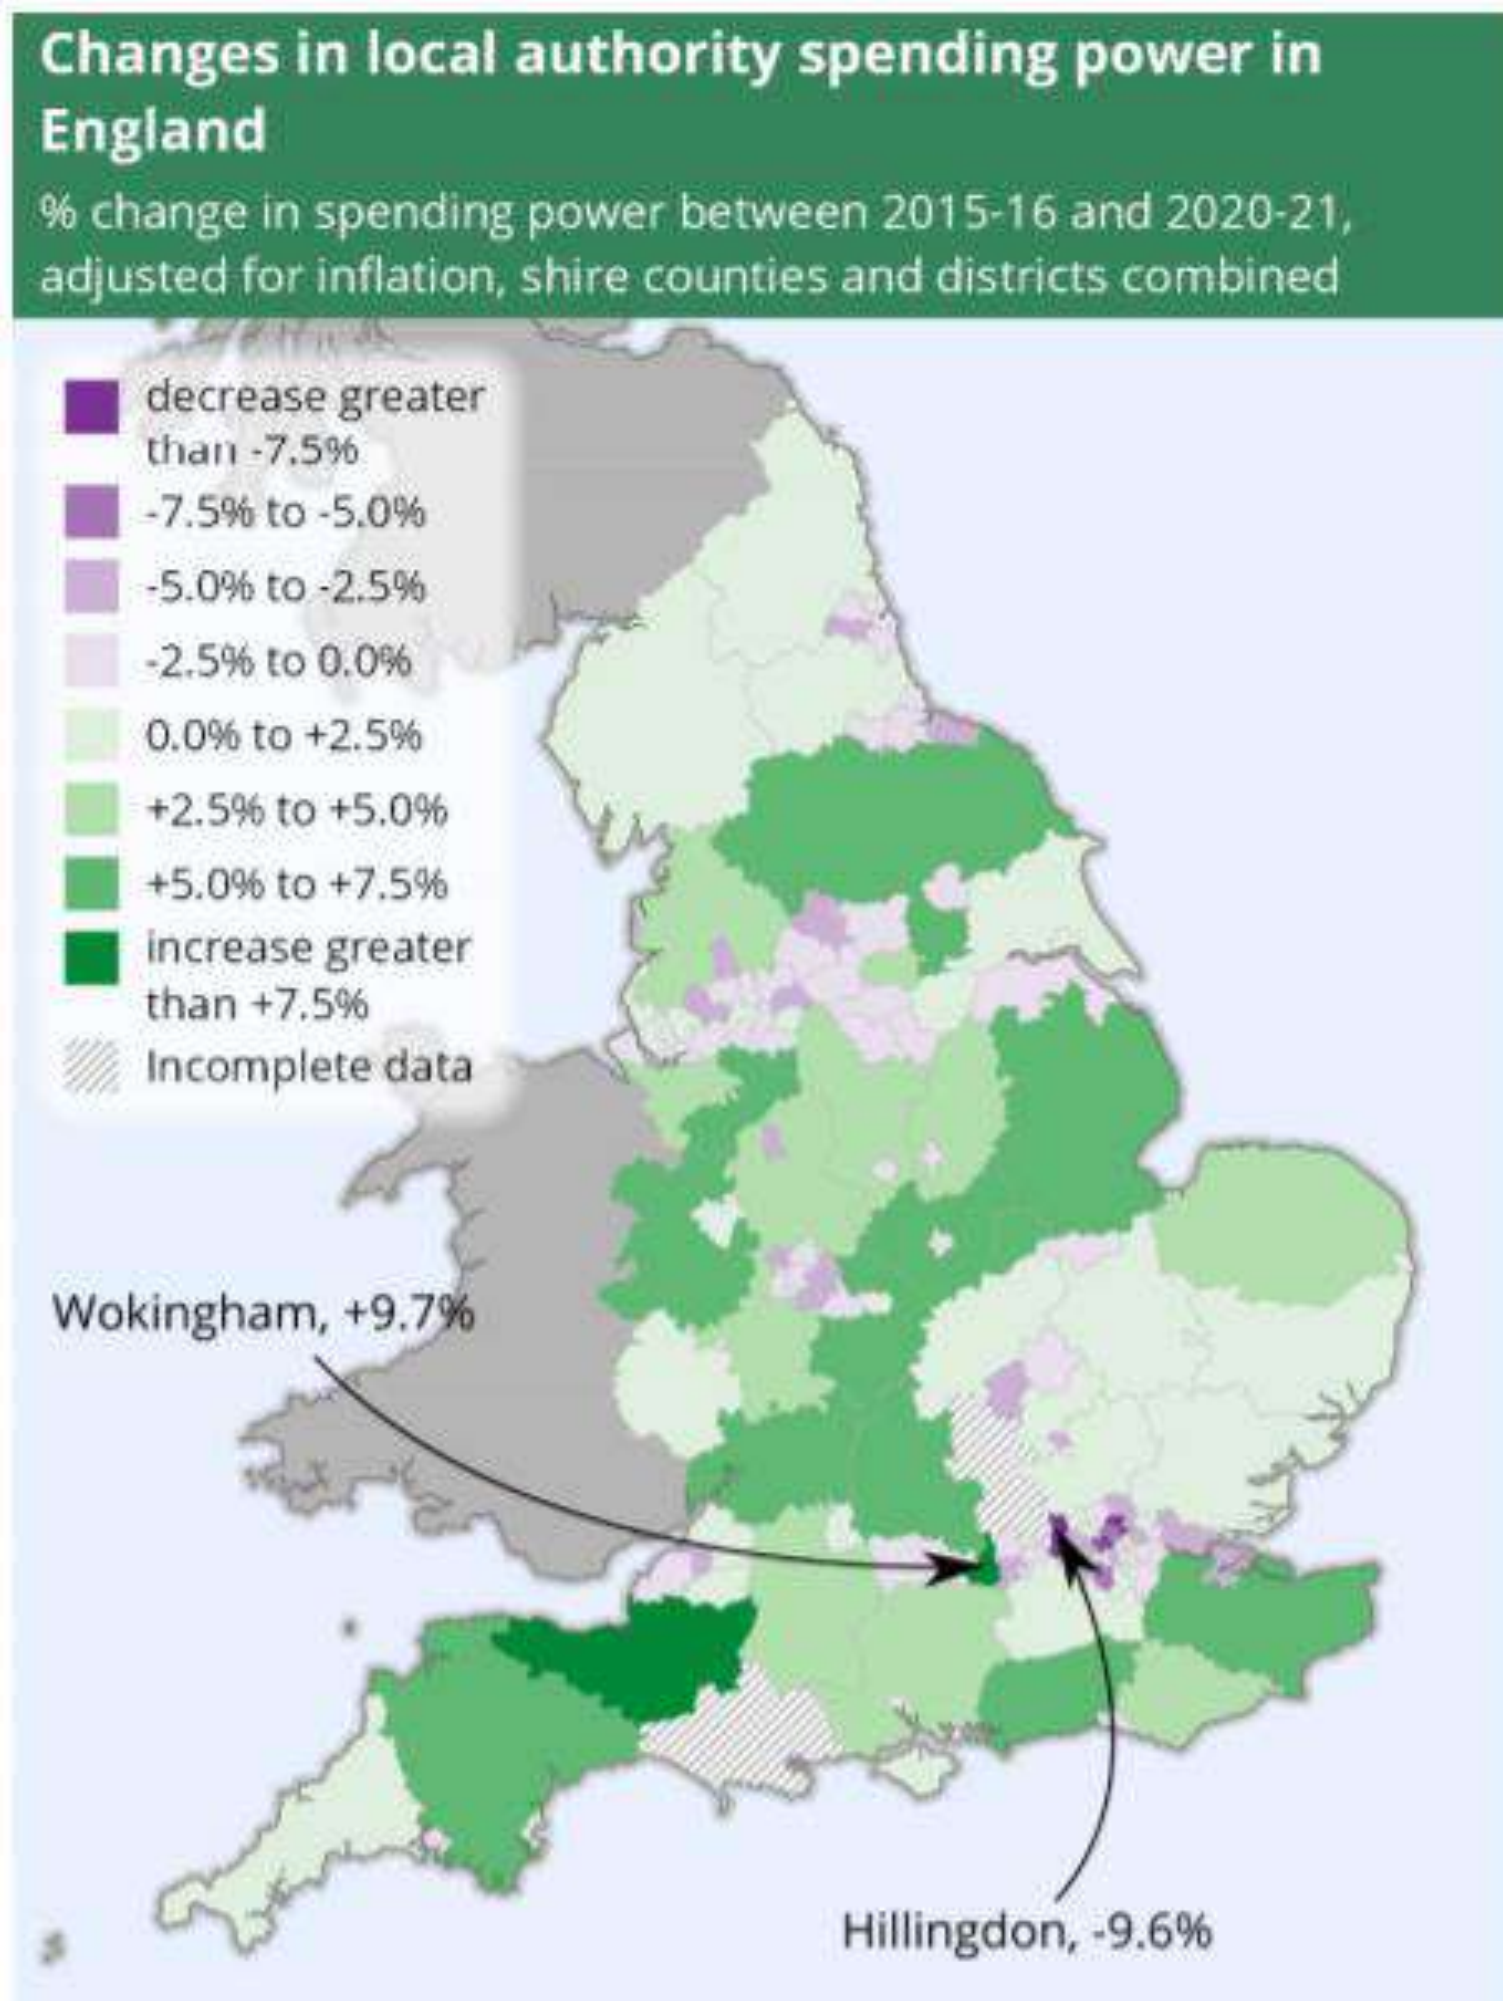 Changes in local authority spending power in
England
% change in spending power between 2015-16 and 2020-21,
adjusted for inflation, shire counties and districts combined
decrease greater
than -7.5%
-7.5% to -5.0%
-5.0% to -2.5%
-2.5% to 0.0%
0.0% to +2.5%
+2.5% to +5.0%
+5.0% to +7.5%
increase greater
than +7.5%
Incomplete data
Wokingham, +9.7%
Hillingdon, -9.6%